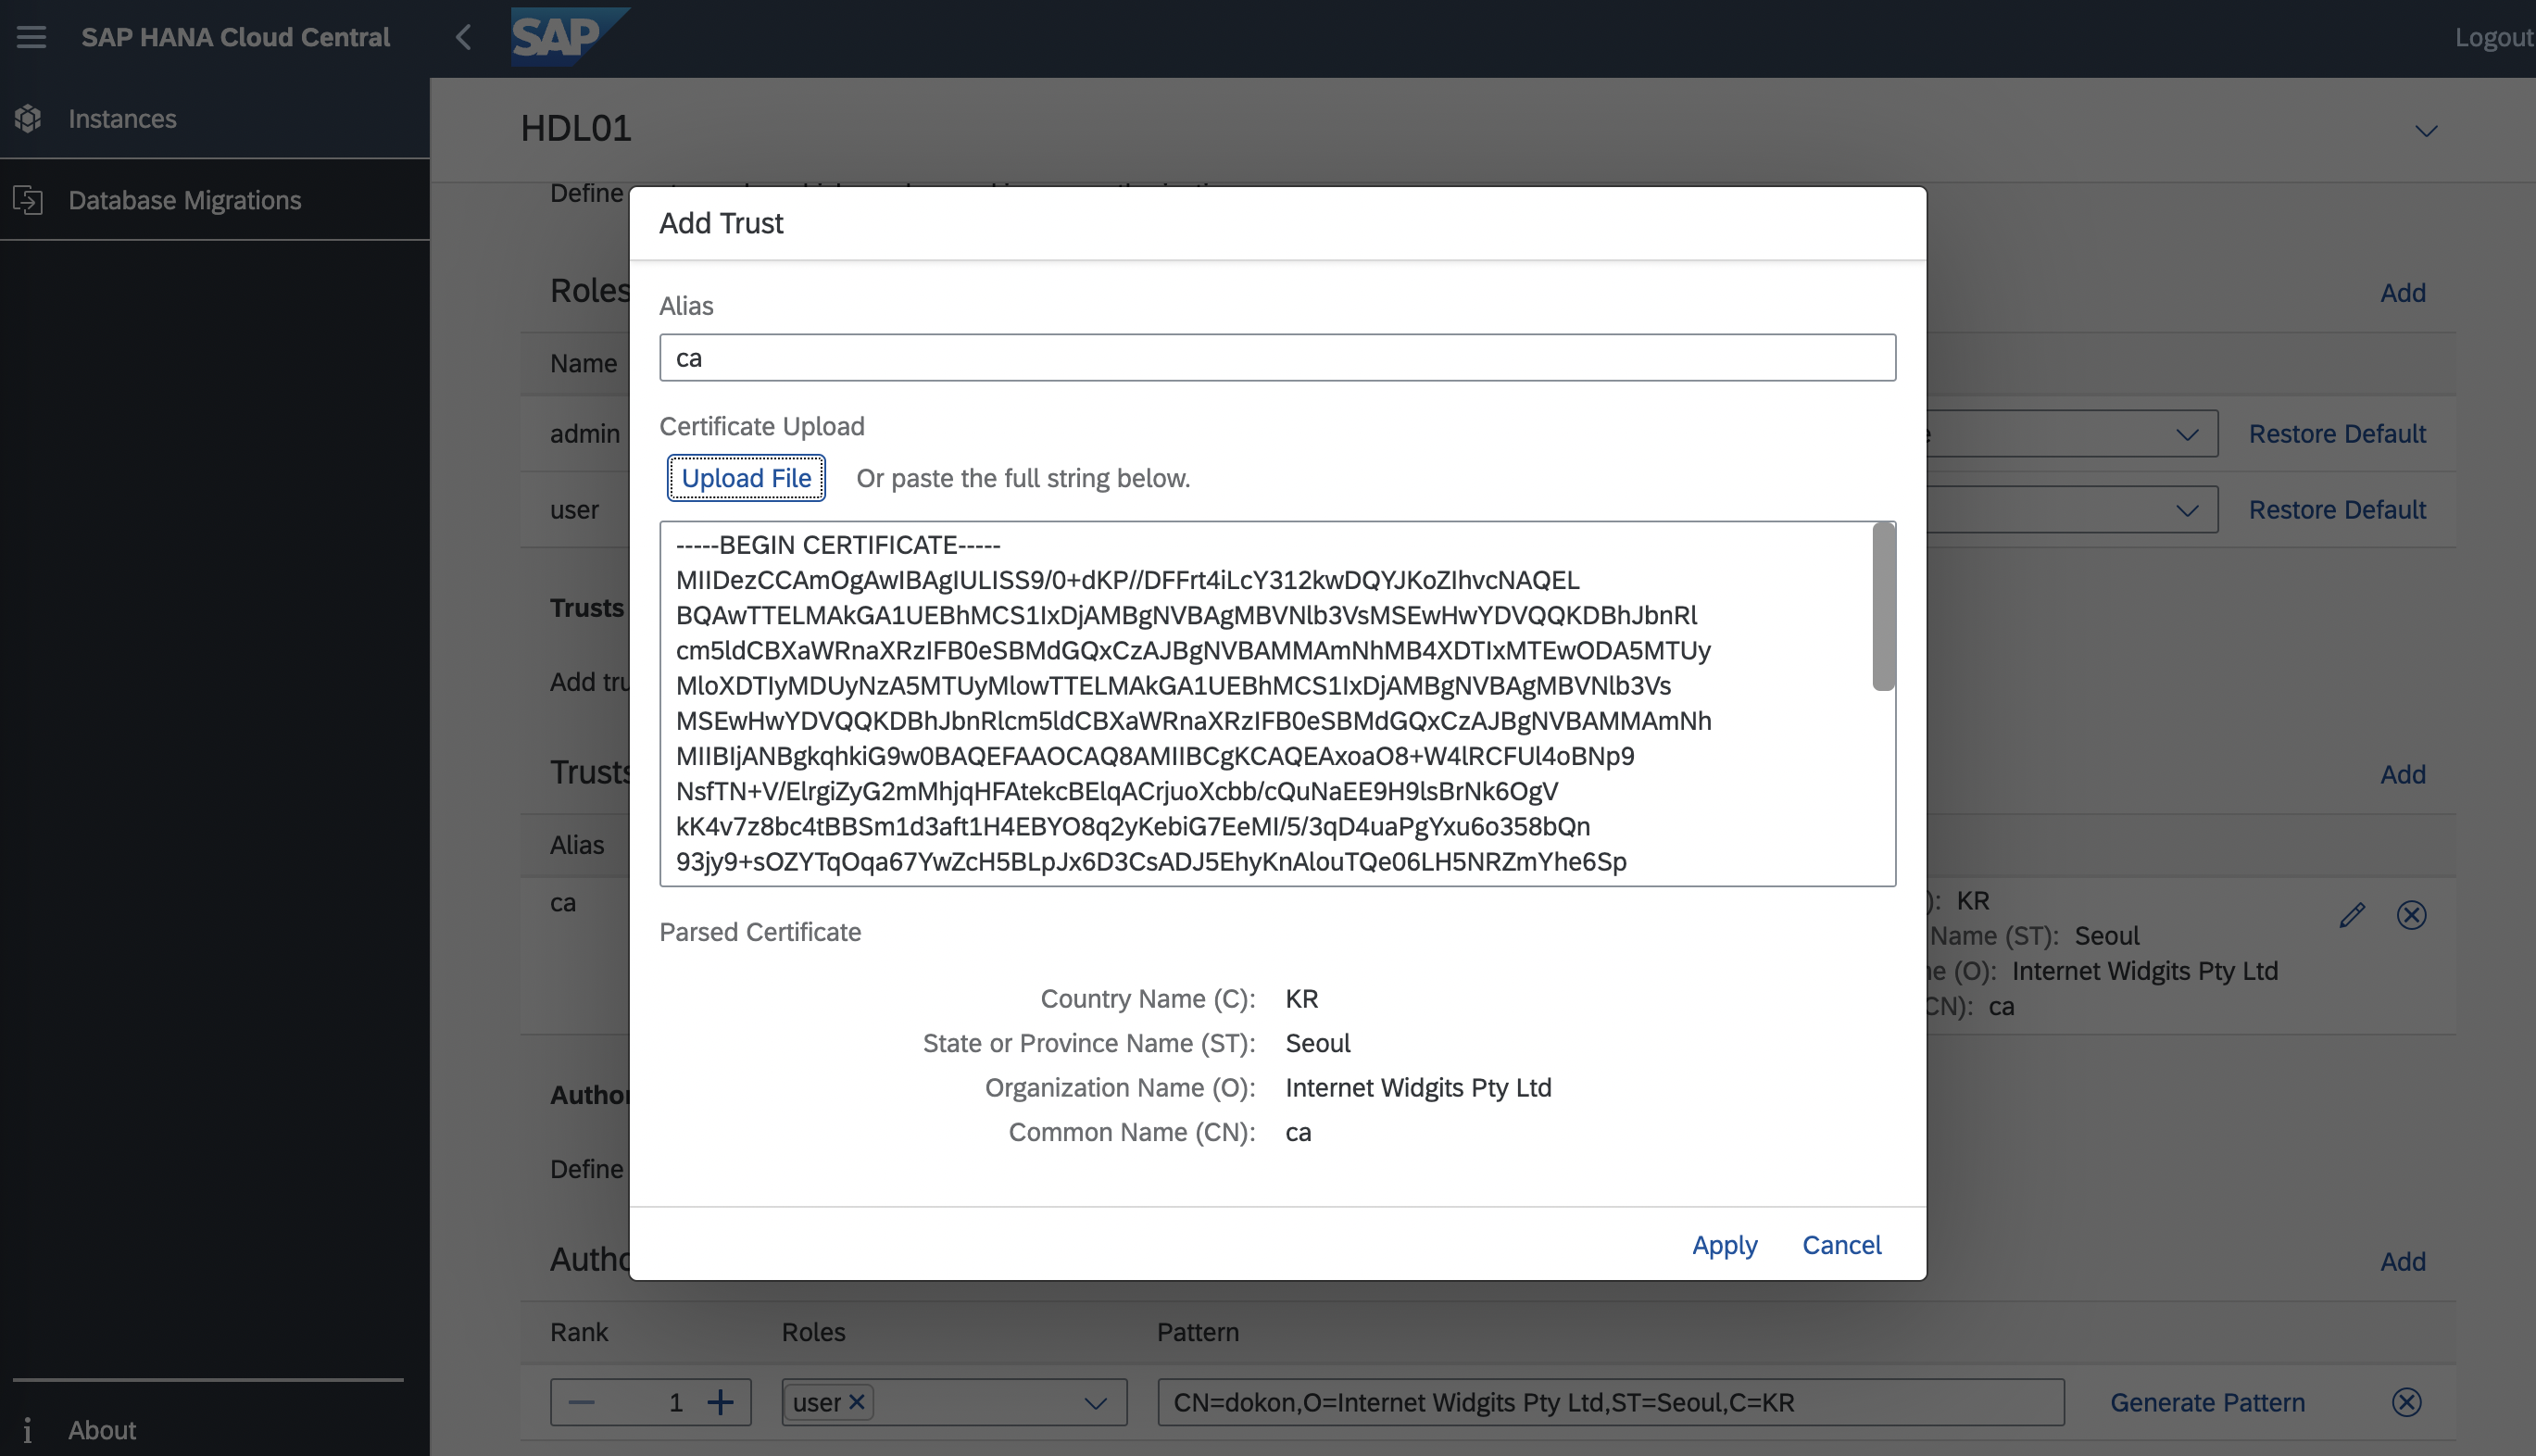 SAP HANA Cloud Central
SAP
Logout
Instances
Database Migrations
HDL01
Define
Add Trust
Roles
Add
Alias
ca
Name
Certificate Upload
admin
Restore Default
Upload File
Or paste the full string below.
user
Restore Default
-----BEGIN CERTIFICATE-----
MIIDezCCAmOgAwIBAgIULISS9/0+dKP//DFFrt4iLcY312kwDQYJKoZIhvcNAQEL
BQAwTTELMAkGA1UEBhMCS1IxDjAMBgNVBAgMBVNlb3VsMSEwHwYDVQQKDBhJbnRl
cm5ldCBXaWRnaXRzIFB0eSBMdGQxCzAJBgNVBAMMAmNhMB4XDTIxMTEwODA5MTUy
MloXDTIyMDUyNzA5MTUyMlowTTELMAkGA1UEBhMCS1IxDjAMBgNVBAgMBVNlb3Vs
MSEwHwYDVQQKDBhJbnRlcm5ldCBXaWRnaXRzIFB0eSBMdGQxCzAJBgNVBAMMAmNh
MIIBIjANBgkqhkiG9w0BAQEFAAOCAQ8AMIIBCgKCAQEAxoaO8+W4lRCFUl4oBNp9
NsfTN+V/ElrgiZyG2mMhjqHFAtekcBElqACrjuoXcbb/cQuNaEE9H9lsBrNk6OgV
kK4v7z8bc4tBBSm1d3aft1H4EBYO8q2yKebiG7EeMI/5/3qD4uaPgYxu6o358bQn
93jy9+sOZYTqOqa67YwZcH5BLpJx6D3CsADJ5EhyKnAlouTQe06LH5NRZmYhe6Sp
Trusts
Add
Trusts
Add
Alias
ca
KR
Name (ST): Seoul
(O): Internet Widgits Pty Ltd
CN): ca
Parsed Certificate
Country Name (C): KR
State or Province Name (ST): Seoul
Organization Name (O): Internet Widgits Pty Ltd
Common Name (CN): ca
Define
Apply
Cancel
Add
Rank
Roles
Pattern
1
user
CN=dokon,O=Internet Widgits Pty Ltd,ST=Seoul,C=KR
Generate Pattern
About